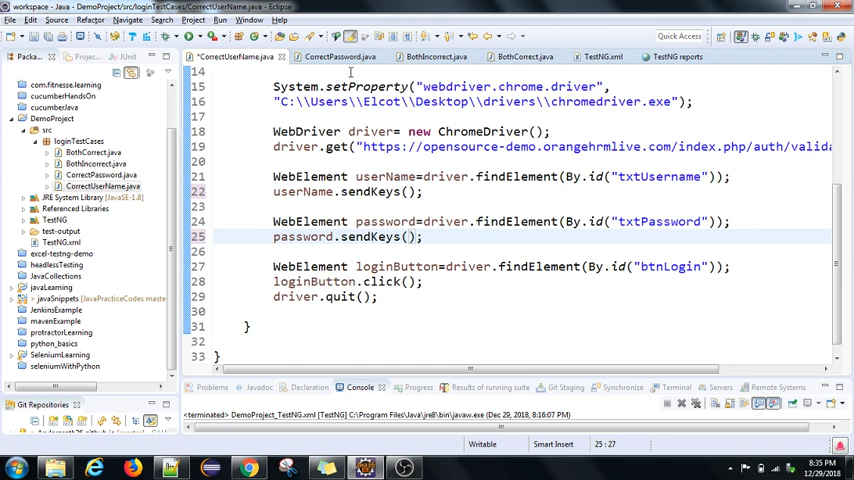 workspace - Java - DemoProject/src/loginTestCases/CorrectUserName.java - Eclipse
File Edit Source Refactor Navigate Search Project Run Window Help
Quick Access
Packa...
Projec...
JUnit
*CorrectUserName.java
CorrectPassword.java
BothIncorrect.java
BothCorrect.java
TestNG.xml
TestNG reports
com.fitnesse.learning
cucumberHandsOn
cucumberJava
DemoProject
src
loginTestCases
BothCorrect.java
BothIncorrect.java
CorrectPassword.java
CorrectUserName.java
JRE System Library [JavaSE-1.8]
Referenced Libraries
TestNG
test-output
TestNG.xml
excel-testng-demo
headlessTesting
JavaCollections
javaLearning
javaSnippets [JavaPracticeCodes master
JenkinsExample
mavenExample
protractorLearning
python_basics
SeleniumLearning
seleniumWithPython
14
15 System.setProperty("webdriver.chrome.driver",
16 "C:\\Users\\Elcot\\Desktop\\drivers\\chromedriver.exe");
17
18 WebDriver driver= new ChromeDriver();
19 driver.get("https://opensource-demo.orangehrmlive.com/index.php/auth/valida
20
21 WebElement userName=driver.findElement(By.id("txtUsername"));
22 userName.sendKeys();
23
24 WebElement password=driver.findElement(By.id("txtPassword"));
25 password.sendKeys();
26
27 WebElement loginButton=driver.findElement(By.id("btnLogin"));
28 loginButton.click();
29 driver.quit();
30
31 }
32
33 }
Git Repositories
Problems
Javadoc
Declaration
Console
Progress
Results of running suite
Git Staging
Synchronize
Terminal
Servers
Remote Systems
<terminated> DemoProject_TestNG.xml [TestNG] C:\Program Files\Java\jre8\bin\javaw.exe (Dec 29, 2018, 8:16:07 PM)
Writable
Smart Insert
25 : 27
8:35 PM
12/29/2018